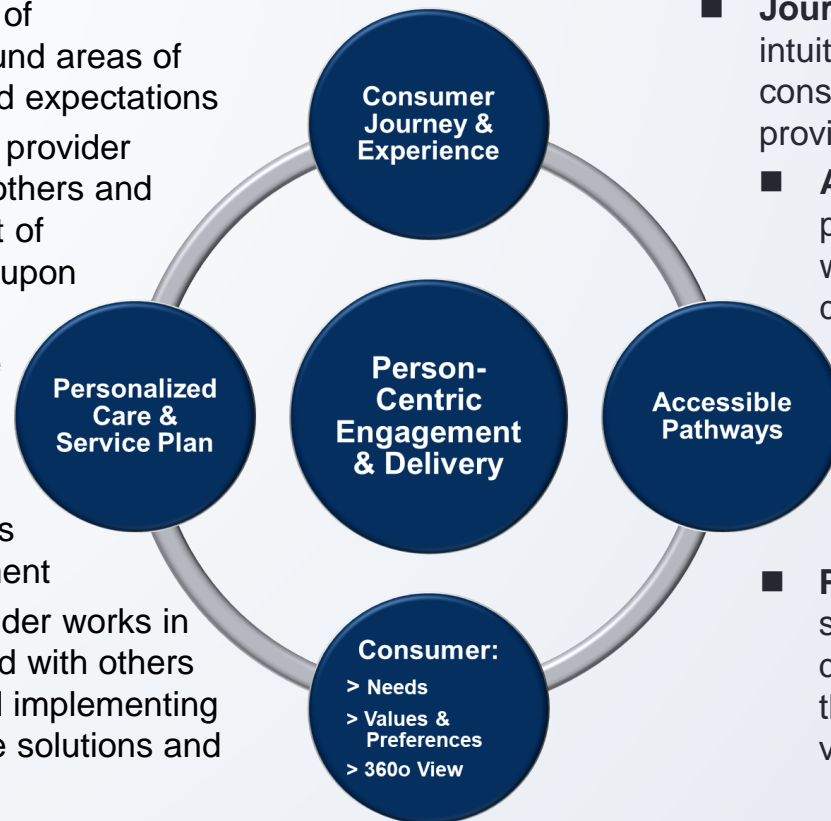 of
und areas of
d expectations
provider
others and
t of
upon
s
ment
der works in
d with others
implementing
e solutions and
Consumer
Journey &
Experience
Personalized
Care &
Service Plan
Person-
Centric
Engagement
& Delivery
Accessible
Pathways
Consumer:
> Needs
> Values &
Preferences
> 360o View
■ Jour
intuit
cons
provi
■
p
w
■
s
th
v